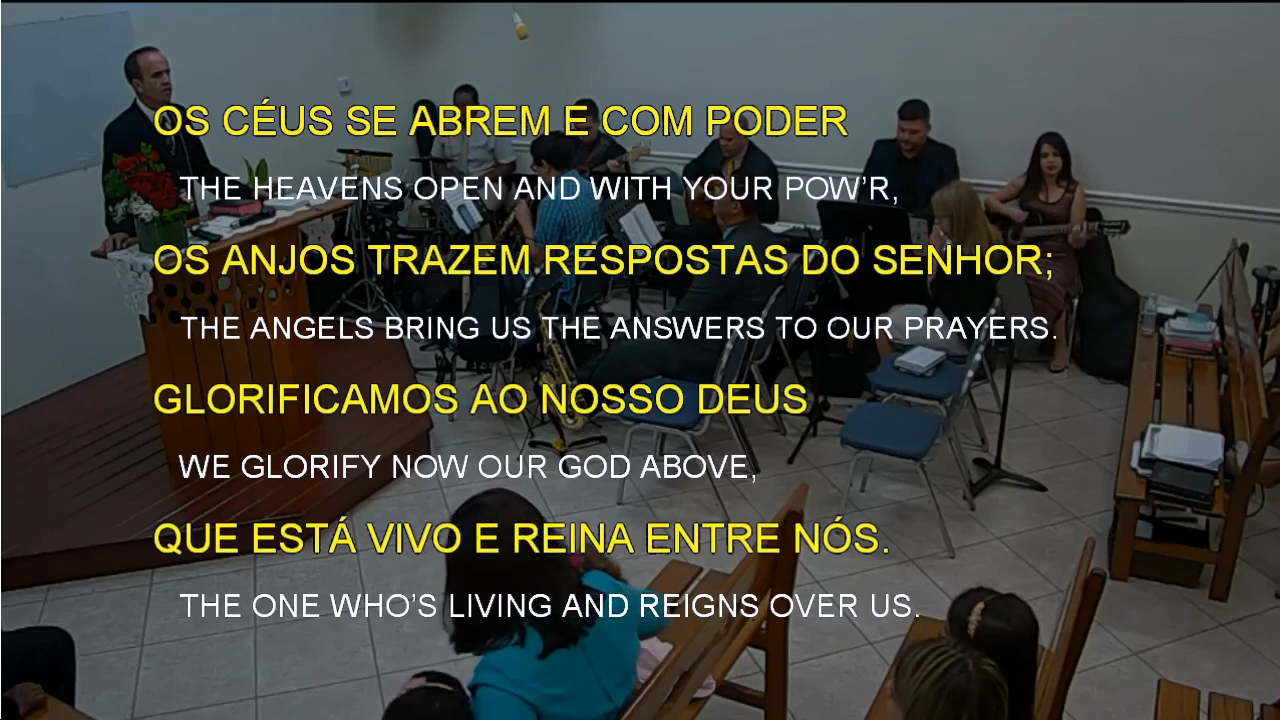 OS CÉUS SE ABREM E COM PODER
THE HEAVENS OPEN AND WITH YOUR POW’R,
OS ANJOS TRAZEM RESPOSTAS DO SENHOR;
THE ANGELS BRING US THE ANSWERS TO OUR PRAYERS.
GLORIFICAMOS AO NOSSO DEUS
WE GLORIFY NOW OUR GOD ABOVE,
QUE ESTÁ VIVO E REINA ENTRE NÓS.
THE ONE WHO’S LIVING AND REIGNS OVER US.